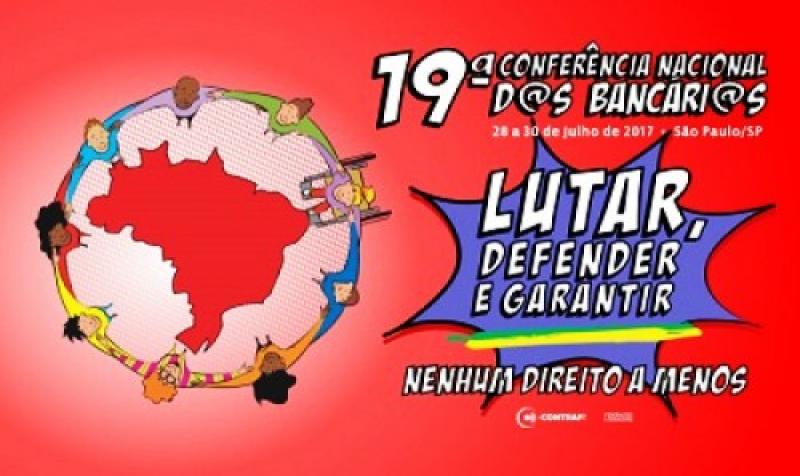 19ª CONFERÊNCIA NACIONAL
D@S BANCÁRI@S
28 a 30 de julho de 2017 • São Paulo/SP
LUTAR,
DEFENDER
E GARANTIR
NENHUM DIREITO A MENOS
CONTRAF